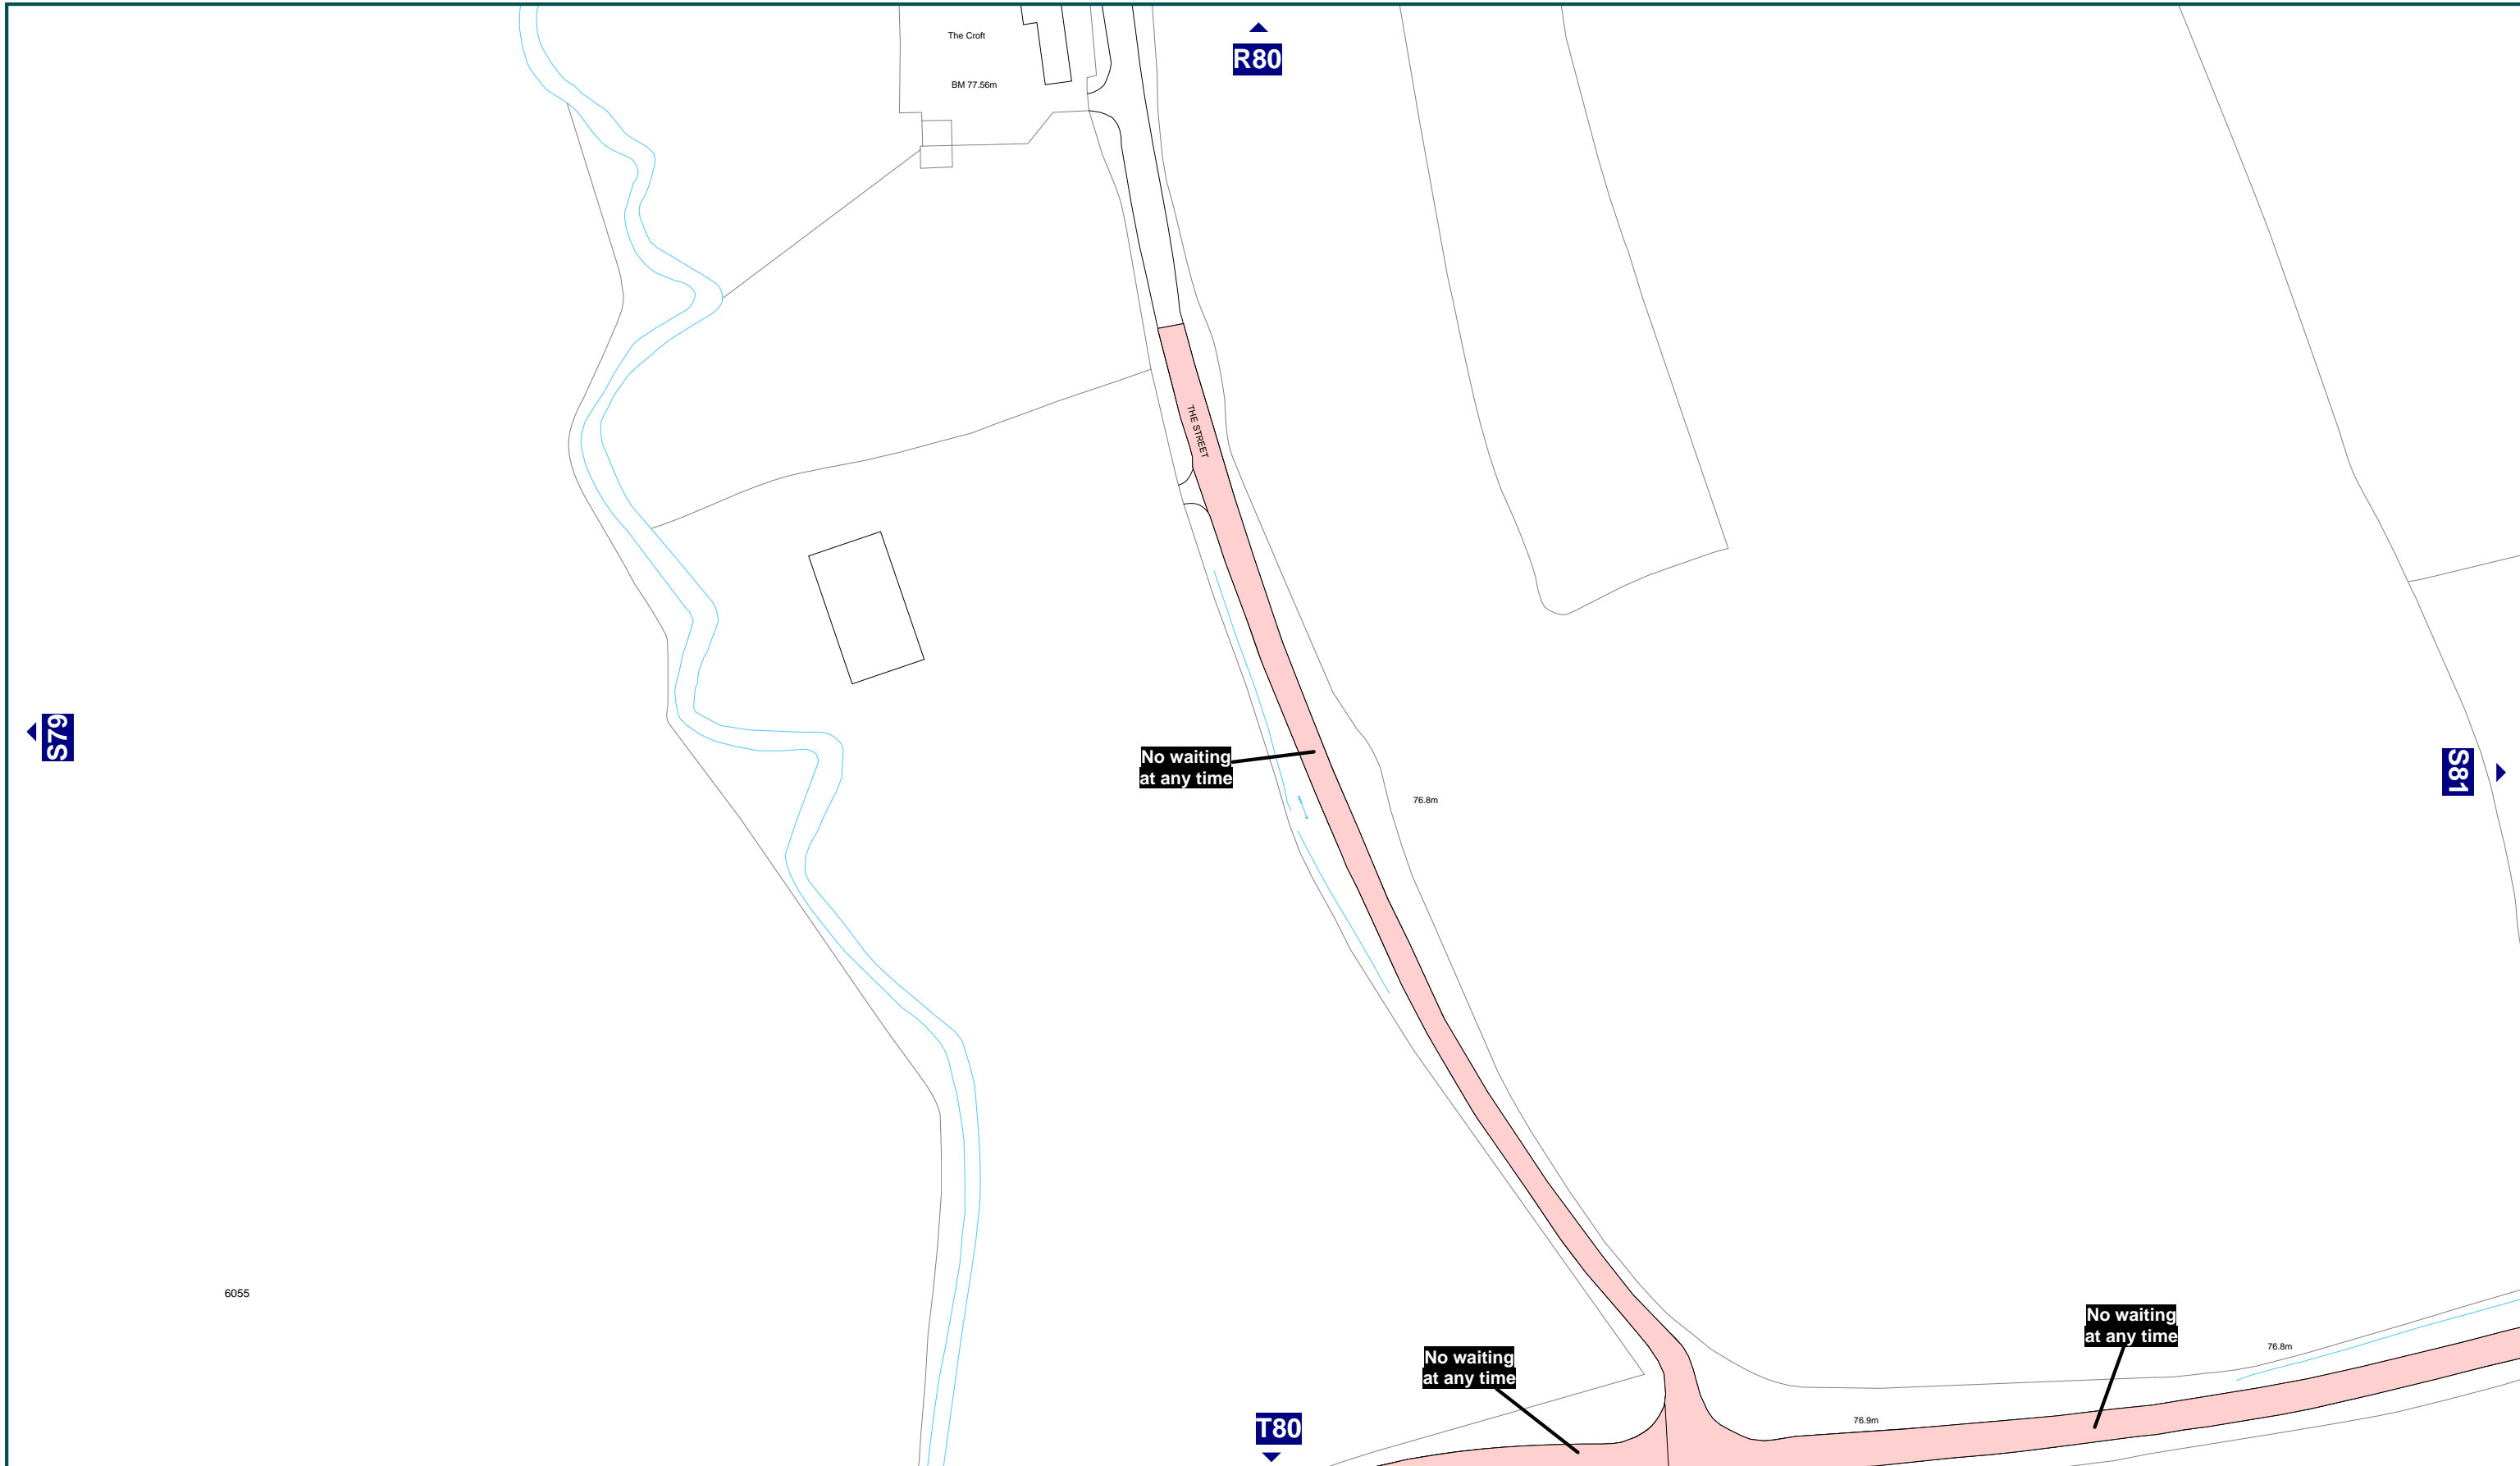 The Croft
R80
BM 77.56m
THE STREET
S79
No waiting
at any time
S81
76.8m
6055
No waiting
at any time
76.8m
No waiting
at any time
T80
76.9m